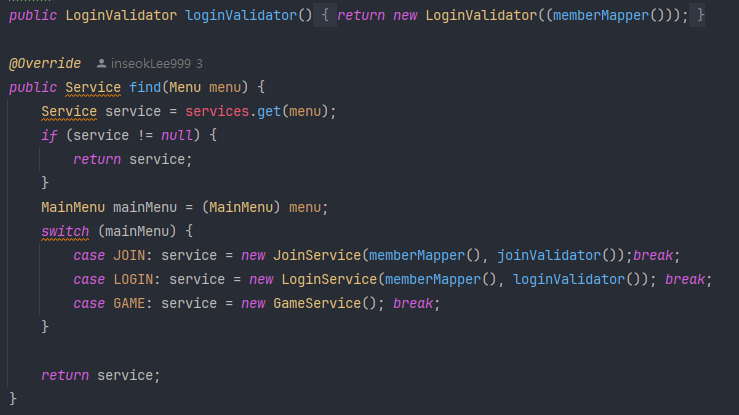 public LoginValidator loginValidator() { return new LoginValidator((memberMapper())); }
@Override inseokLee999 3
public Service find(Menu menu) {
Service service = services.get(menu);
if (service != null) {
return service;
}
MainMenu mainMenu = (MainMenu) menu;
switch (mainMenu) {
case JOIN: service = new JoinService(memberMapper(), joinValidator());break;
case LOGIN: service = new LoginService(memberMapper(), loginValidator()); break;
case GAME: service = new GameService(); break;
}
return service;
}